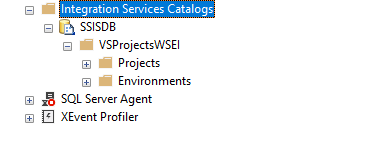 Integration Services Catalogs
SSISDB
VSProjectsWSEI
Projects
Environments
SQL Server Agent
XEvent Profiler